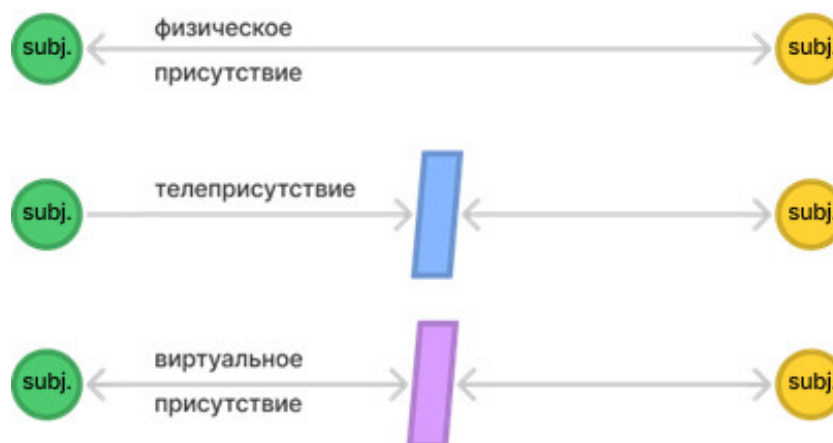 subj.
физическое
присутствие
subj.
subj.
телеприсутствие
subj.
subj.
виртуальное
присутствие
subj.